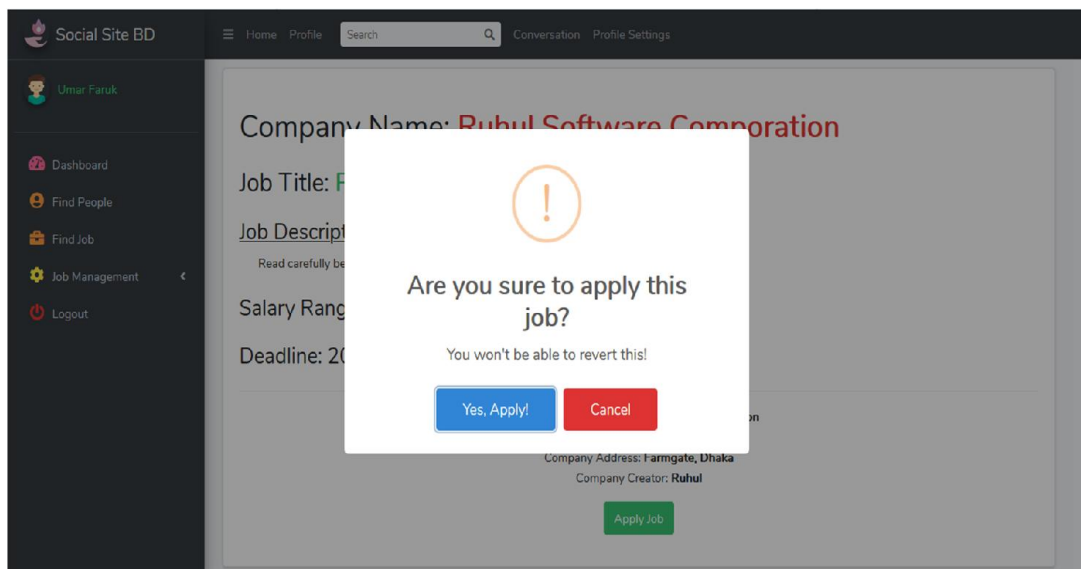 Social Site BD
Home Profile Search Conversation Profile Settings
Umar Faruk
Dashboard
Find People
Find Job
Job Management
Logout
Company Name: Ruhul Software Comporation
Job Title:
Job Descript
Read carefully be
Salary Rang
Deadline: 20
!
Are you sure to apply this
job?
You won't be able to revert this!
Yes, Apply!
Cancel
on
Company Address: Farmgate, Dhaka
Company Creator: Ruhul
Apply Job